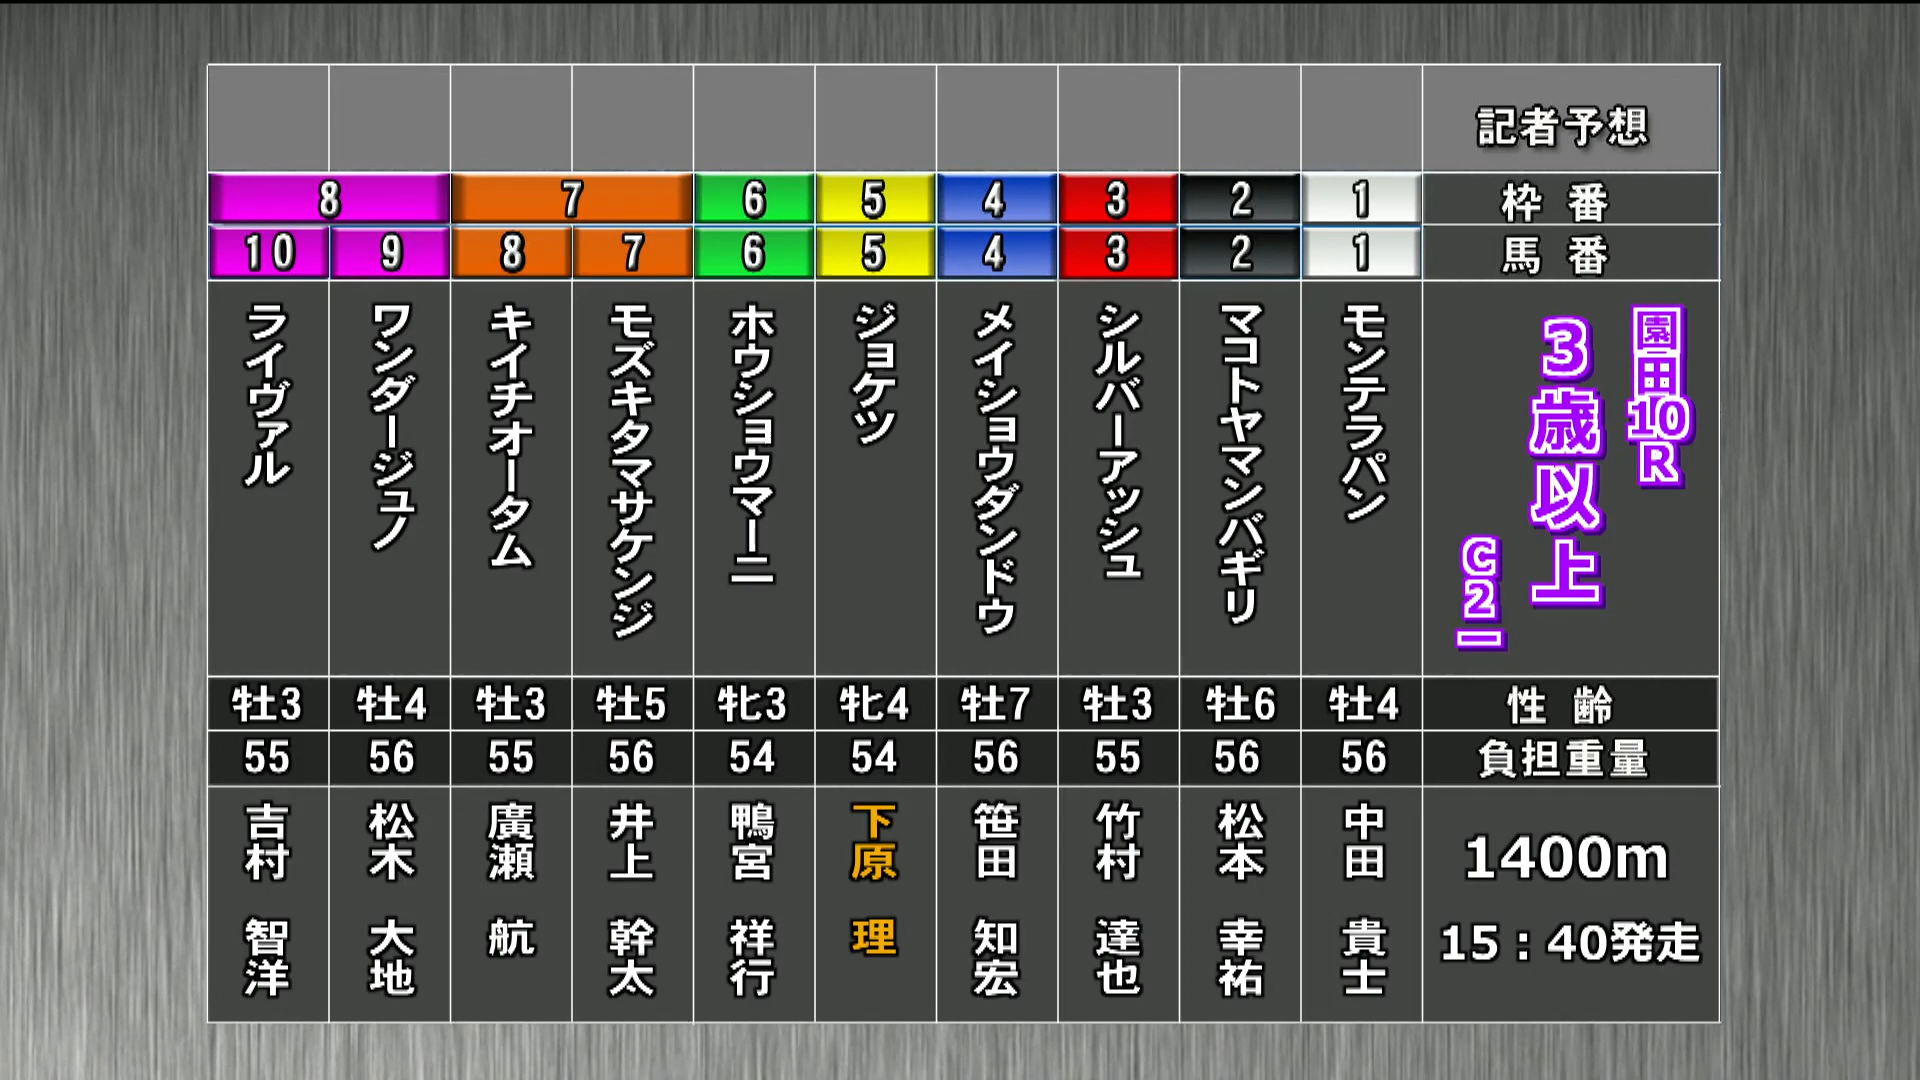 記者予想
枠番 1 2 3 4 5 6 7 8
馬番 1 2 3 4 5 6 7 8 9 10
園田10R
3歳以上
C2一
モンテラパン
マコトヤマンバギリ
シルバーアッシュ
メイショウダンドウ
ジョケツ
ホウショウマーニ
モズキタマサケンジ
キイチオータム
ワンダージュノ
ライヴァル
性齢 牡4 牡6 牡3 牡7 牝4 牝3 牡5 牡3 牡4 牡3
負担重量 56 56 55 56 54 54 56 55 56 55
1400m
15：40発走
中田 貴士
松本 幸祐
竹村 達也
笹田 知宏
下原 理
鴨宮 祥行
井上 幹太
廣瀬 航
松木 大地
吉村 智洋